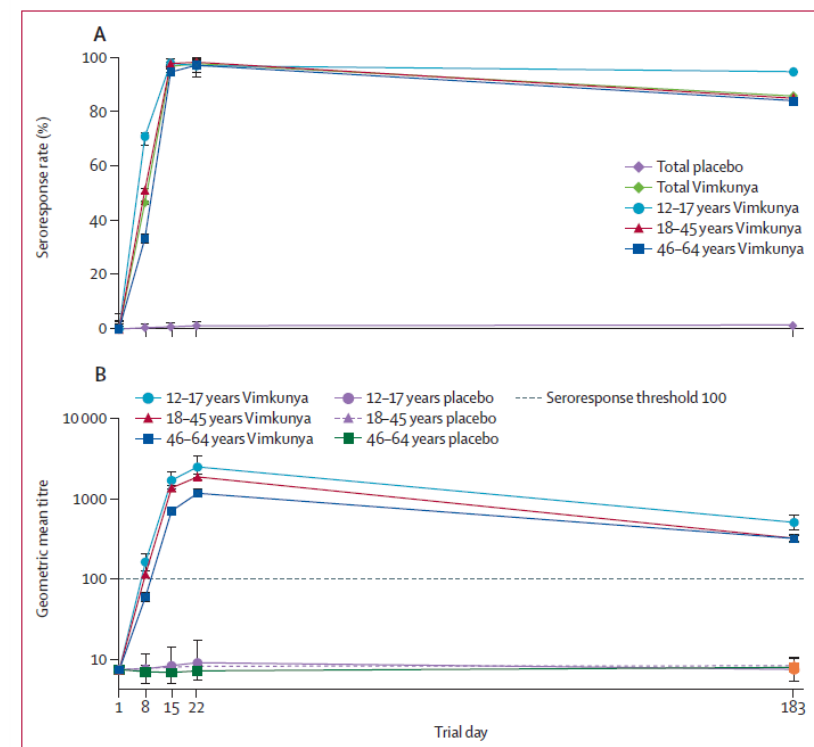 A
100
80
60
40
20
0
Seroresponse rate (%)
Total placebo
Total Vimkunya
12–17 years Vimkunya
18–45 years Vimkunya
46–64 years Vimkunya
B
12–17 years Vimkunya 12–17 years placebo Seroresponse threshold 100
18–45 years Vimkunya 18–45 years placebo
46–64 years Vimkunya 46–64 years placebo
10 000
1000
100
10
Geometric mean titre
1 8 15 22 183
Trial day